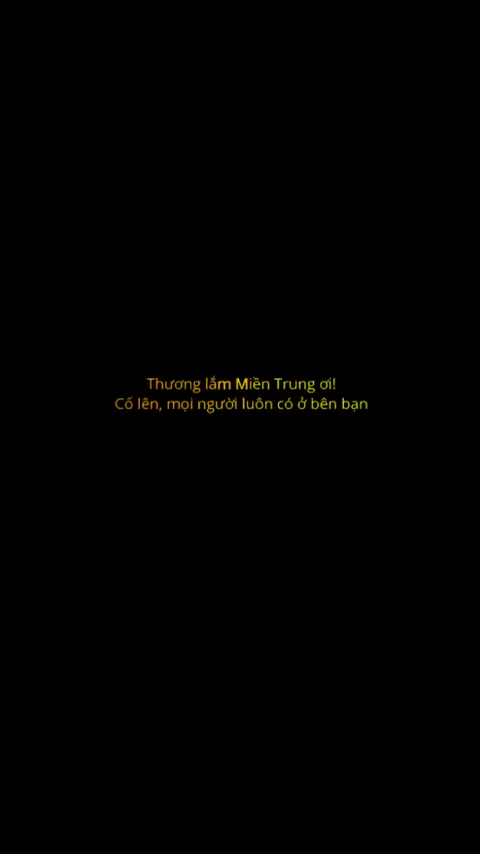 Thương lắm Miền Trung ơi!
Cố lên, mọi người luôn có ở bên bạn